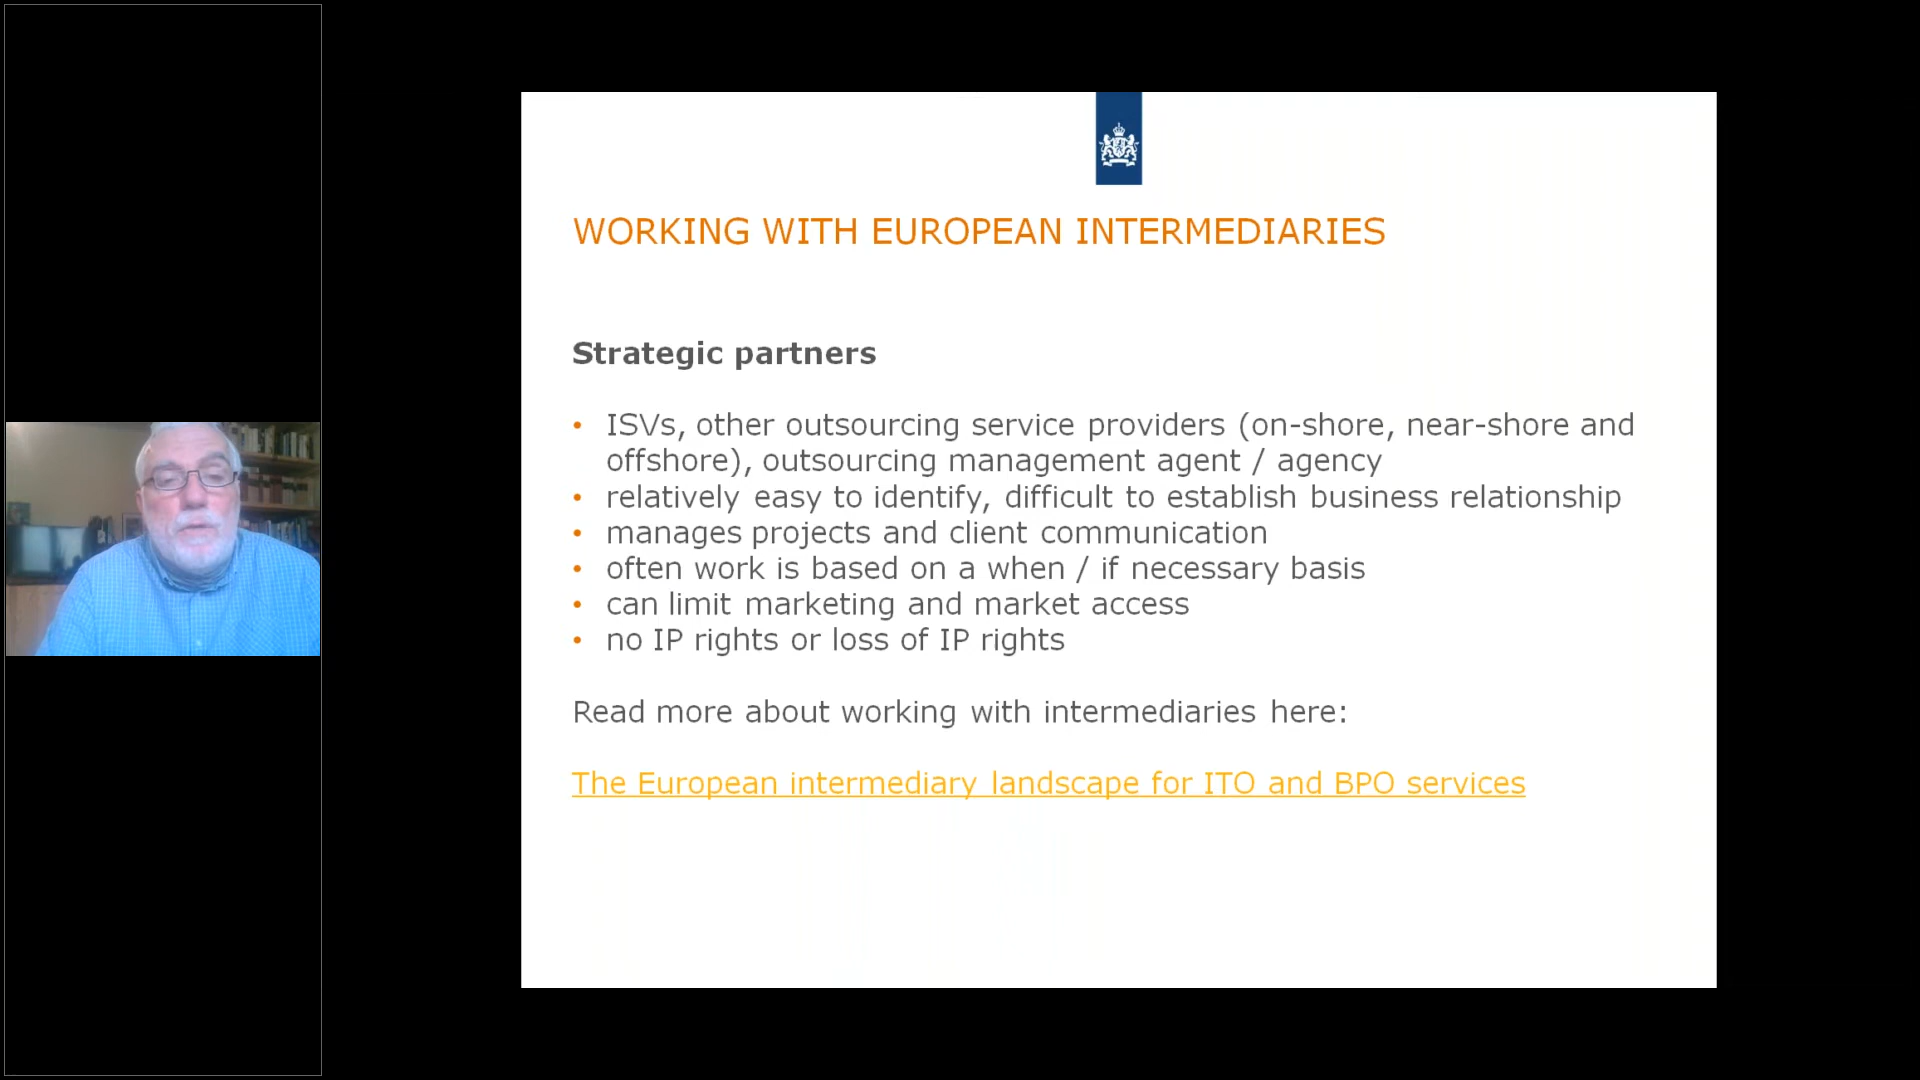 WORKING WITH EUROPEAN INTERMEDIARIES
Strategic partners
• ISVs, other outsourcing service providers (on-shore, near-shore and
offshore), outsourcing management agent / agency
• relatively easy to identify, difficult to establish business relationship
• manages projects and client communication
• often work is based on a when / if necessary basis
• can limit marketing and market access
• no IP rights or loss of IP rights
Read more about working with intermediaries here:
The European intermediary landscape for ITO and BPO services